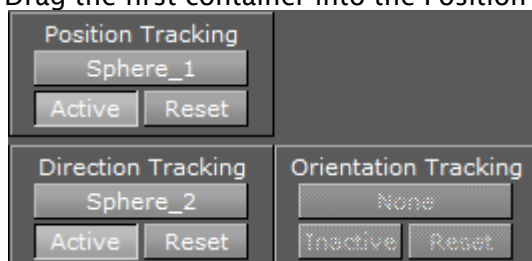 Drag the first container into the Position
Position Tracking
Sphere_1
Active Reset
Direction Tracking
Sphere_2
Active Reset
Orientation Tracking
None
Inactive Reset